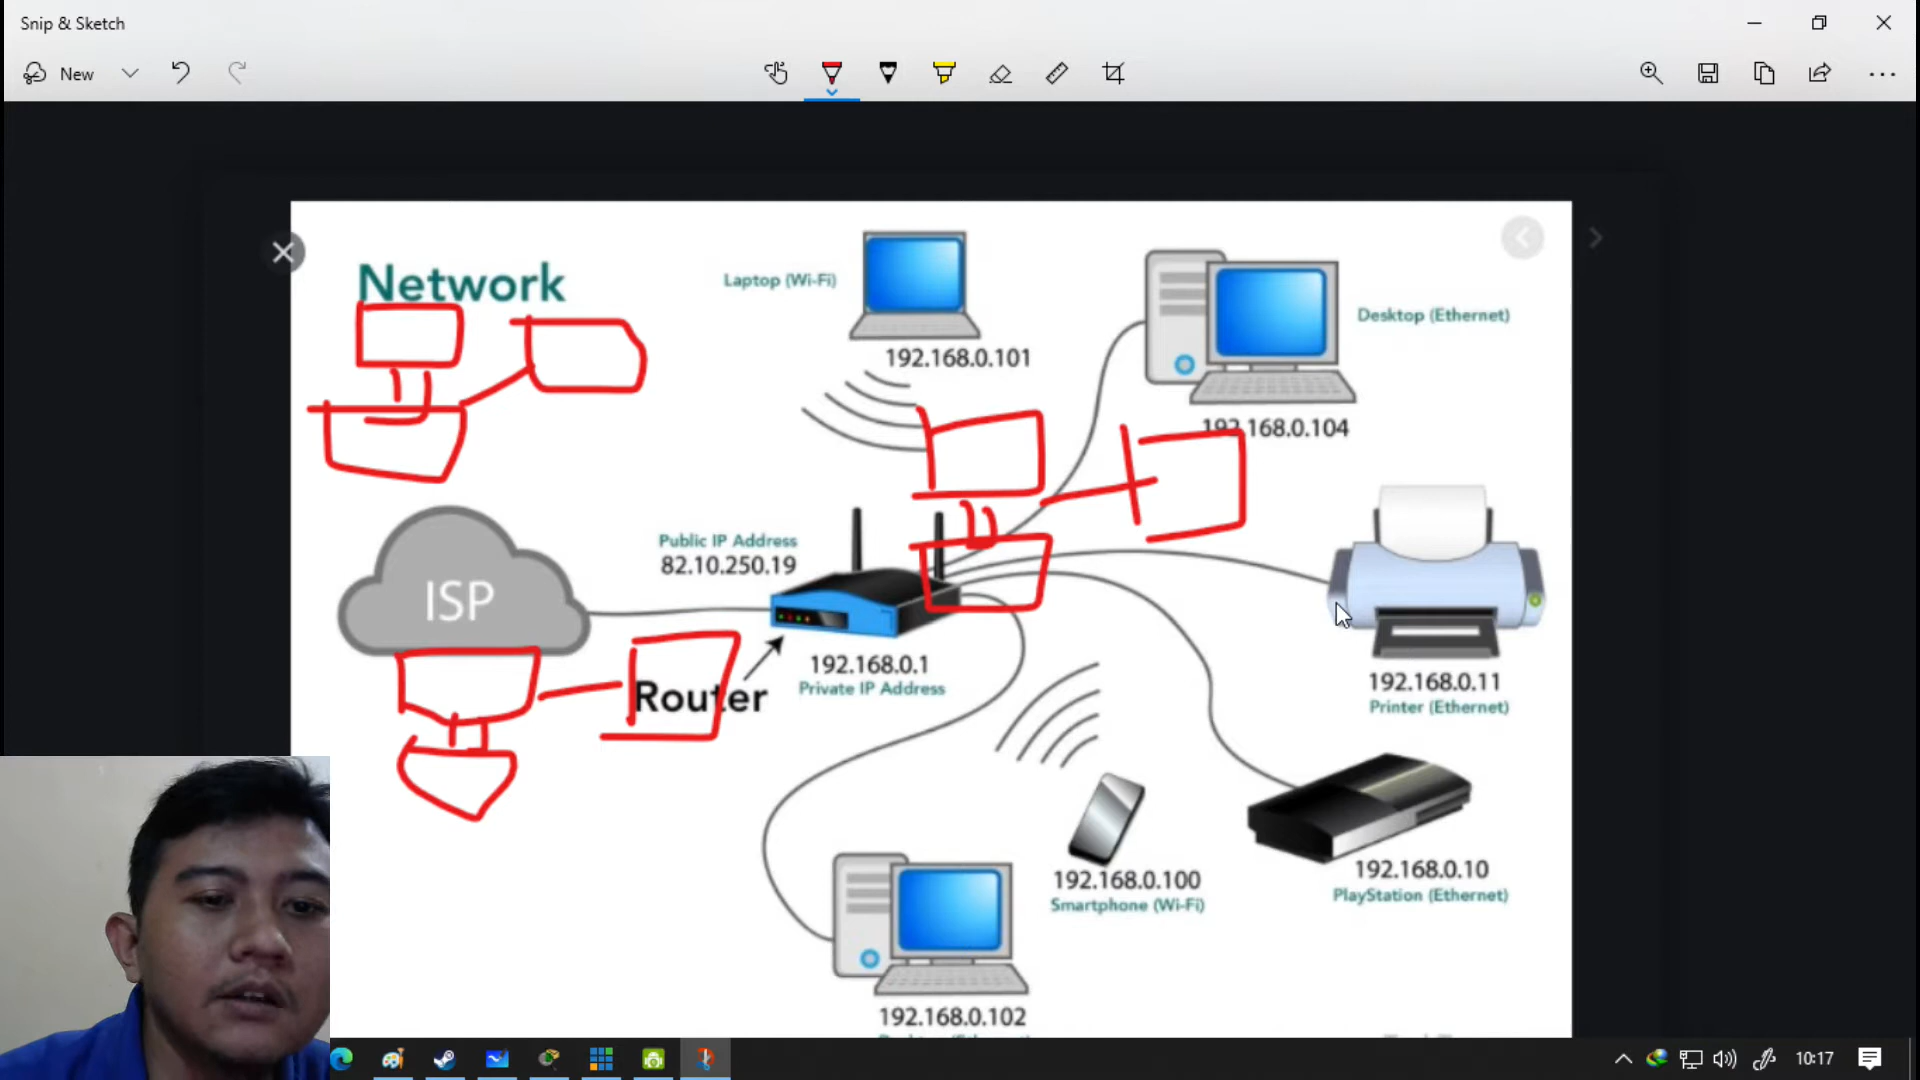 Snip & Sketch
New
Network
Laptop (Wi-Fi)
192.168.0.101
Desktop (Ethernet)
192.168.0.104
Public IP Address
82.10.250.19
ISP
192.168.0.1
Private IP Address
Router
192.168.0.11
Printer (Ethernet)
192.168.0.100
Smartphone (Wi-Fi)
192.168.0.10
PlayStation (Ethernet)
192.168.0.102
10:17